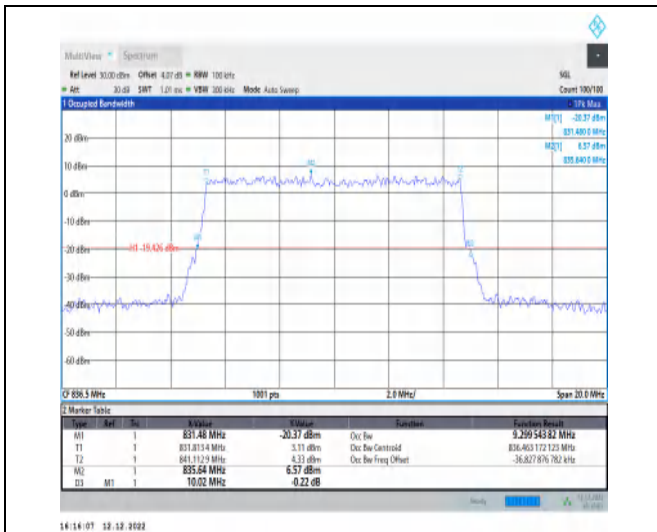 MultiView Spectrum
Ref Level 30.00 dBm Offset 4.07 dB RBW 100 kHz SGL
Att 30 dB SWT 1.01 ms VBW 300 kHz Mode Auto Sweep Count 100/100
1 Occupied Bandwidth 1Pk Max
M1[1] -20.37 dBm
831.4800 MHz
M2[1] 6.57 dBm
835.6400 MHz
20 dBm
10 dBm
0 dBm
-10 dBm
-20 dBm
H1 -19.426 dBm
-30 dBm
-40 dBm
-50 dBm
-60 dBm
CF 836.5 MHz 1001 pts 2.0 MHz/ Span 20.0 MHz
2 Marker Table
Type Ref Trc X-Value Y-Value Function Function Result
M1 1 831.48 MHz -20.37 dBm Occ Bw 9.299 543 82 MHz
T1 1 831.8134 MHz 3.11 dBm Occ Bw Centroid 836.463 172 123 MHz
T2 1 841.1129 MHz 4.33 dBm Occ Bw Freq Offset -36.827 876 782 kHz
M2 1 835.64 MHz 6.57 dBm
D3 M1 1 10.02 MHz -0.22 dB
Ready
16:16:07 12.12.2022